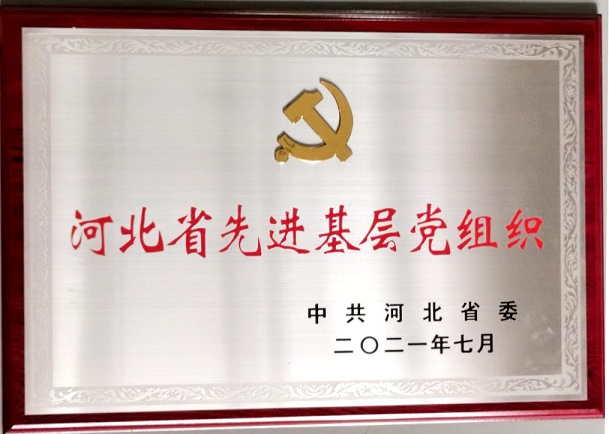 河北省先进基层党组织
中共河北省委
二〇二一年七月